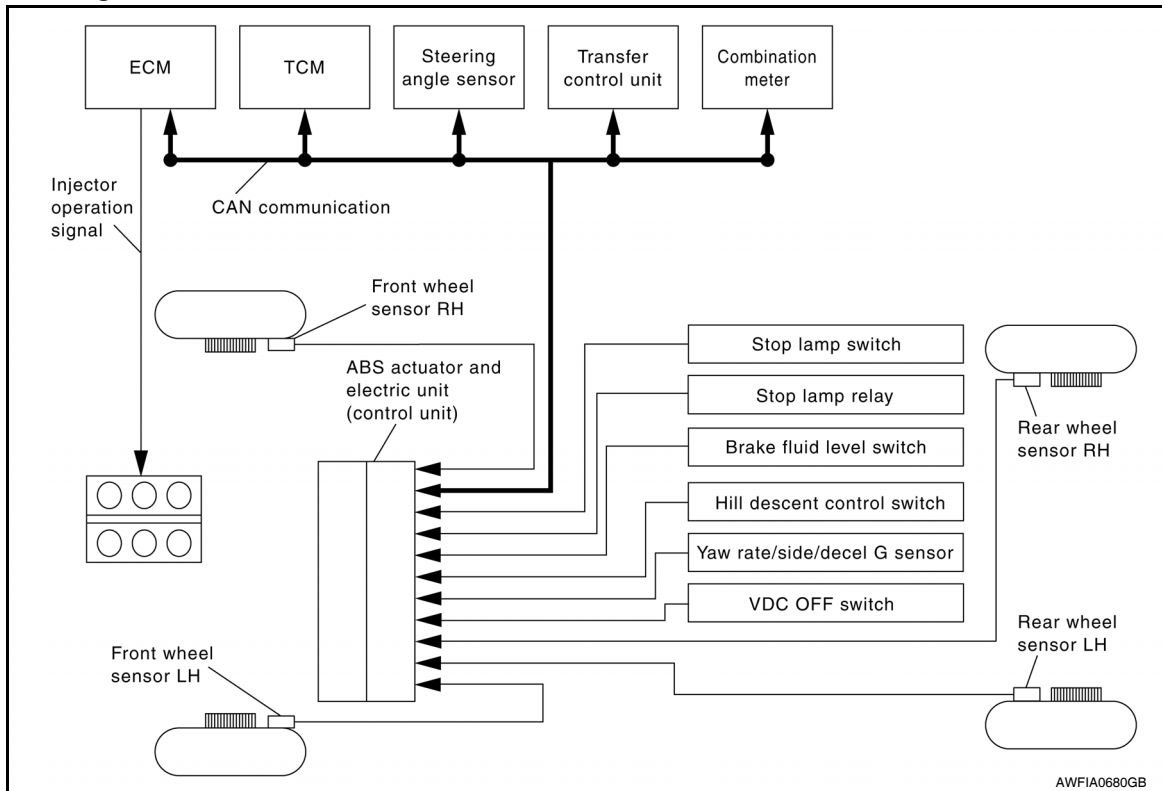 ECM
TCM
Steering
angle sensor
Transfer
control unit
Combination
meter
Injector
operation
signal
CAN communication
Front wheel
sensor RH
ABS actuator and
electric unit
(control unit)
Stop lamp switch
Stop lamp relay
Brake fluid level switch
Hill descent control switch
Yaw rate/side/decel G sensor
VDC OFF switch
Rear wheel
sensor RH
Rear wheel
sensor LH
Front wheel
sensor LH
AWFIA0680GB